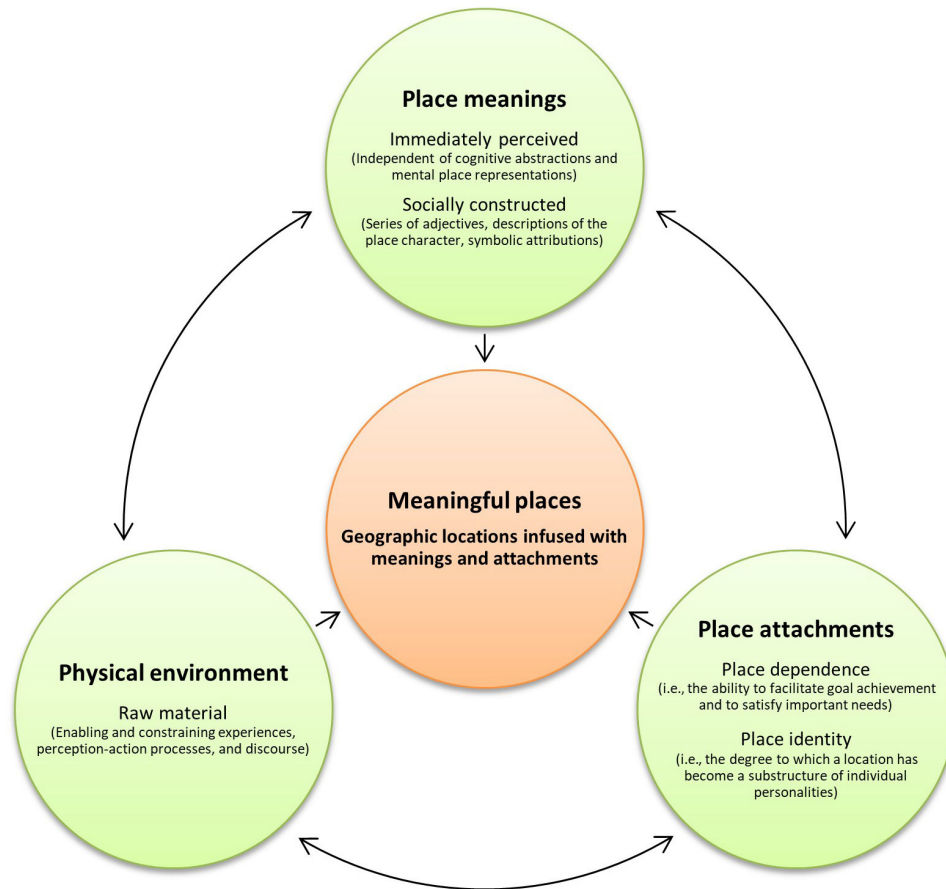 Place meanings
Immediately perceived
(Independent of cognitive abstractions and
mental place representations)
Socially constructed
(Series of adjectives, descriptions of the
place character, symbolic attributions)
Meaningful places
Geographic locations infused with
meanings and attachments
Physical environment
Raw material
(Enabling and constraining experiences,
perception-action processes, and discourse)
Place attachments
Place dependence
(i.e., the ability to facilitate goal achievement
and to satisfy important needs)
Place identity
(i.e., the degree to which a location has
become a substructure of individual
personalities)